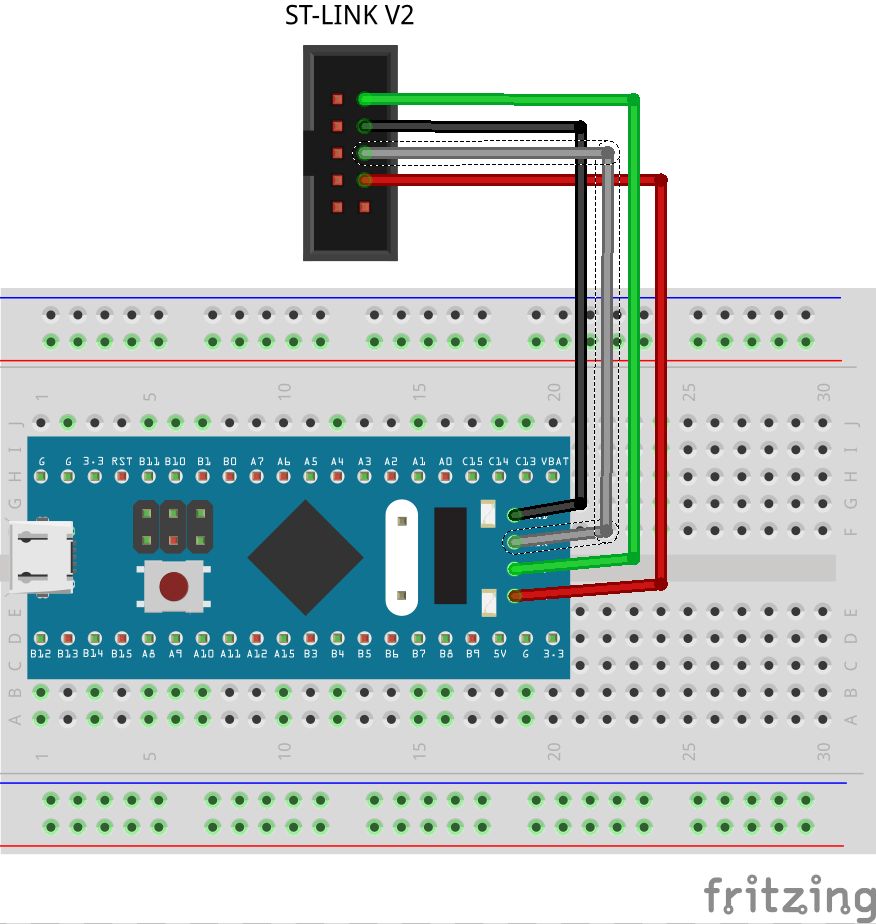 ST-LINK V2
1 5 10 15 20 25 30
J J
I I
H H
G G
F
G G 3.3 RST B11 B10 B1 B0 A7 A6 A5 A4 A3 A2 A1 A0 C15 C14 C13 VBAT
E E
D D
C C
B B
A A
B12 B13 B14 B15 A8 A9 A10 A11 A12 A15 B3 B4 B5 B6 B7 B8 B9 5V G 3.3
1 5 10 15 20 25 30
fritzing